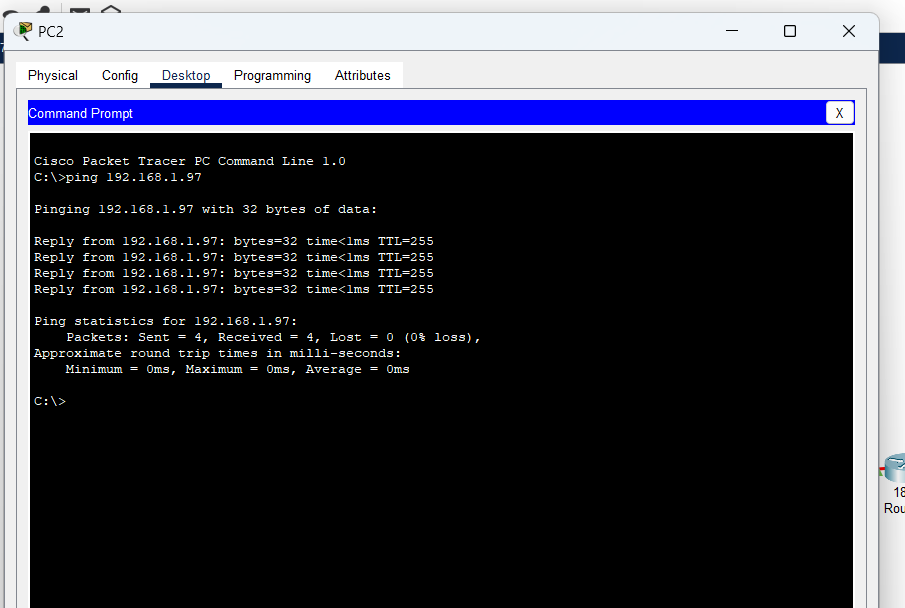 PC2
Physical Config Desktop Programming Attributes
Command Prompt
X
Cisco Packet Tracer PC Command Line 1.0
C:\>ping 192.168.1.97
Pinging 192.168.1.97 with 32 bytes of data:
Reply from 192.168.1.97: bytes=32 time<1ms TTL=255
Reply from 192.168.1.97: bytes=32 time<1ms TTL=255
Reply from 192.168.1.97: bytes=32 time<1ms TTL=255
Reply from 192.168.1.97: bytes=32 time<1ms TTL=255
Ping statistics for 192.168.1.97:
Packets: Sent = 4, Received = 4, Lost = 0 (0% loss),
Approximate round trip times in milli-seconds:
Minimum = 0ms, Maximum = 0ms, Average = 0ms
C:\>
18
Rou